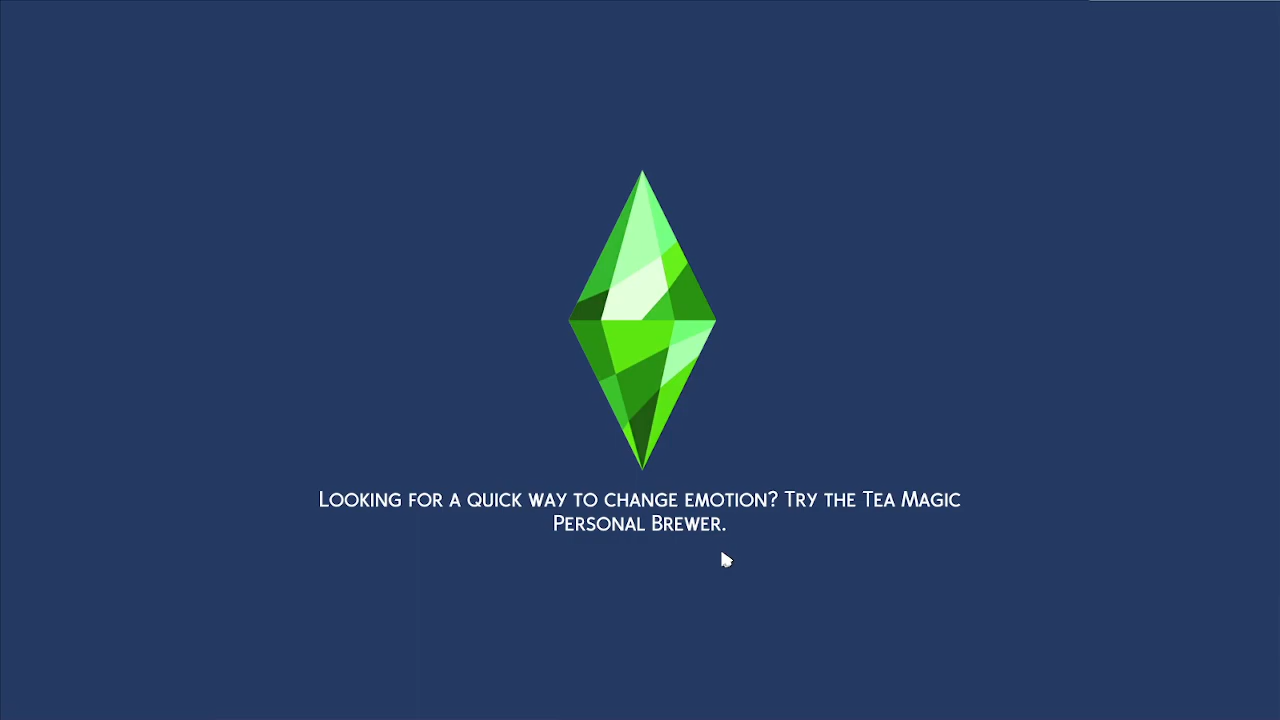 Looking for a quick way to change emotion? Try the Tea Magic
Personal Brewer.